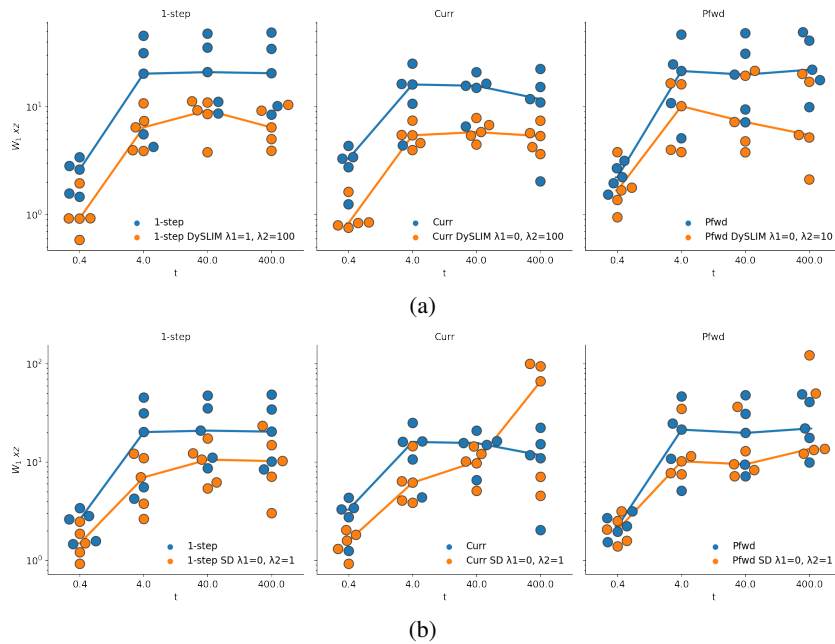 1-step Curr Pfwd
10¹
10⁰
W₁ xz
1-step
1-step DySLIM λ1=1, λ2=100
Curr
Curr DySLIM λ1=0, λ2=100
Pfwd
Pfwd DySLIM λ1=0, λ2=10
0.4 4.0 40.0 400.0 0.4 4.0 40.0 400.0 0.4 4.0 40.0 400.0
t t t
(a)
1-step Curr Pfwd
10²
10¹
10⁰
W₁ xz
1-step
1-step SD λ1=0, λ2=1
Curr
Curr SD λ1=0, λ2=1
Pfwd
Pfwd SD λ1=0, λ2=1
0.4 4.0 40.0 400.0 0.4 4.0 40.0 400.0 0.4 4.0 40.0 400.0
t t t
(b)